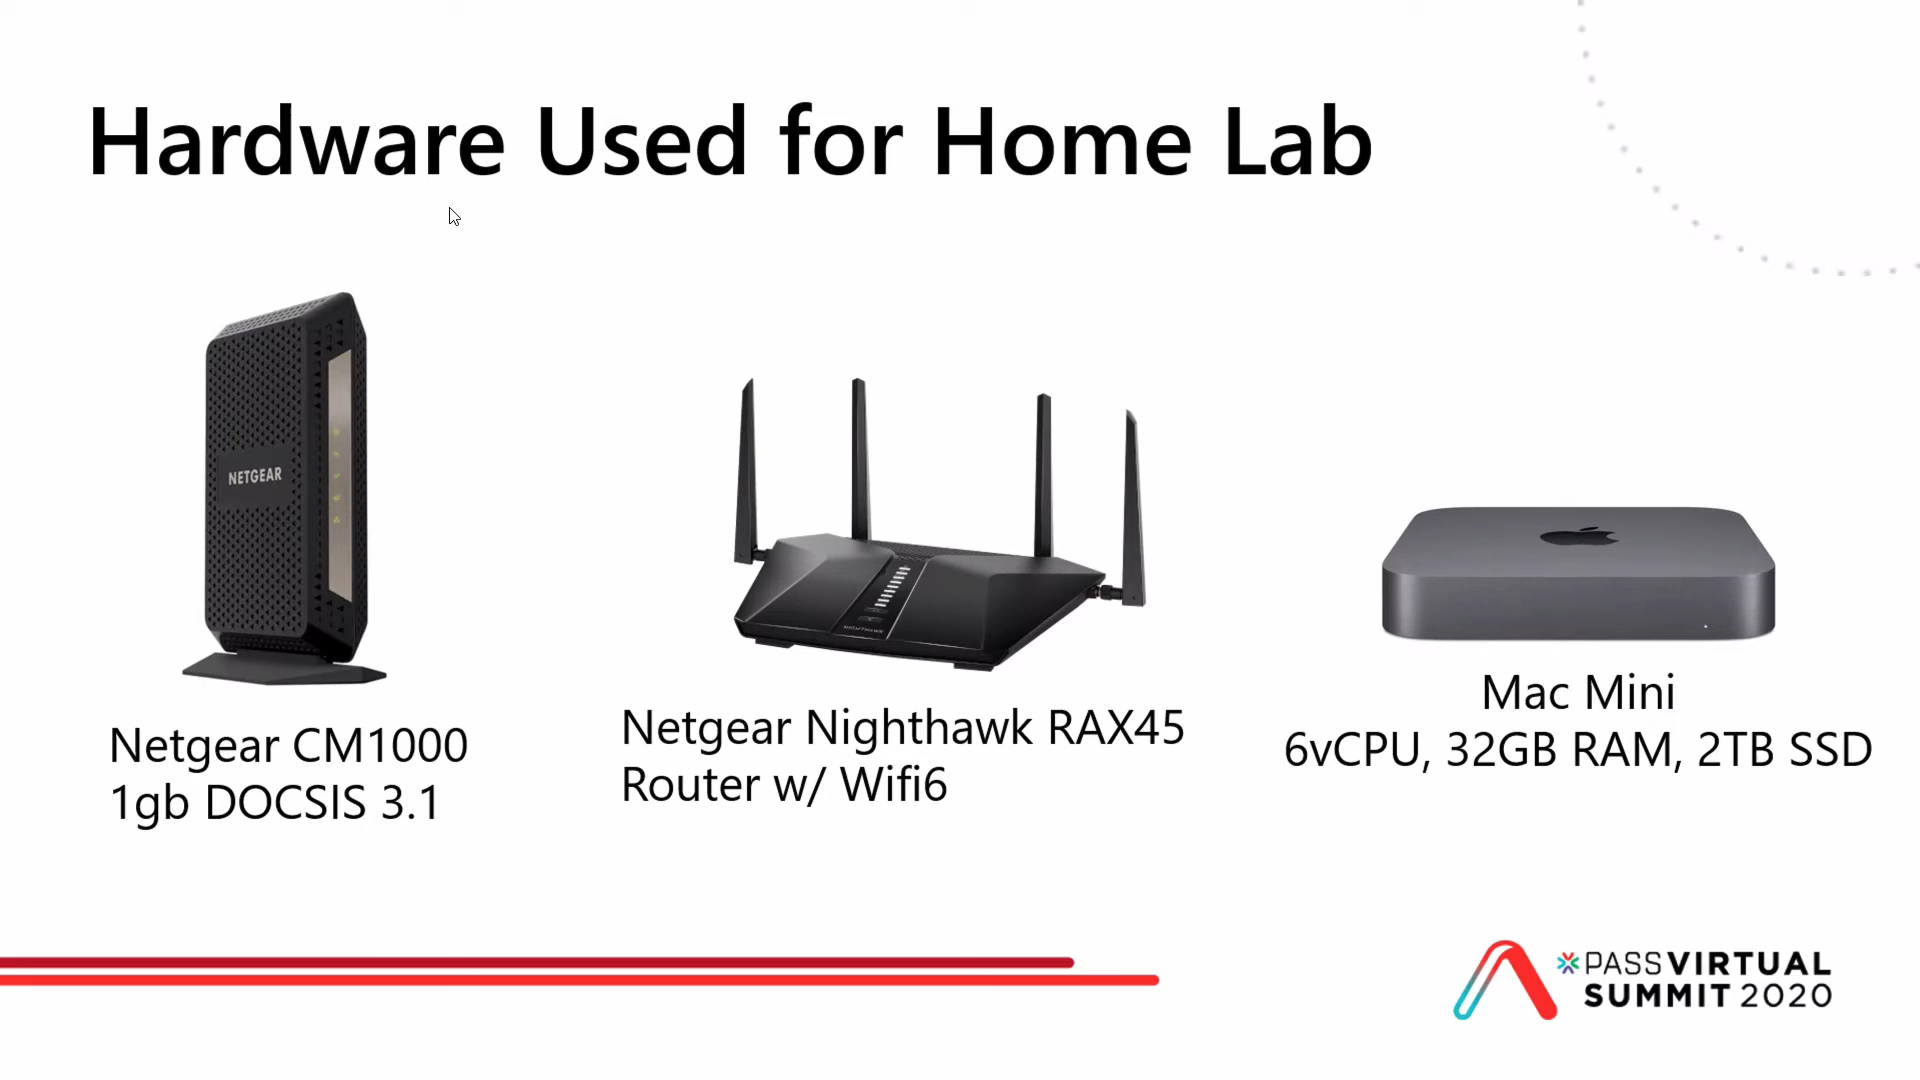 Hardware Used for Home Lab
NETGEAR
Netgear CM1000
1gb DOCSIS 3.1
Netgear Nighthawk RAX45
Router w/ Wifi6
Mac Mini
6vCPU, 32GB RAM, 2TB SSD
PASS VIRTUAL
SUMMIT 2020